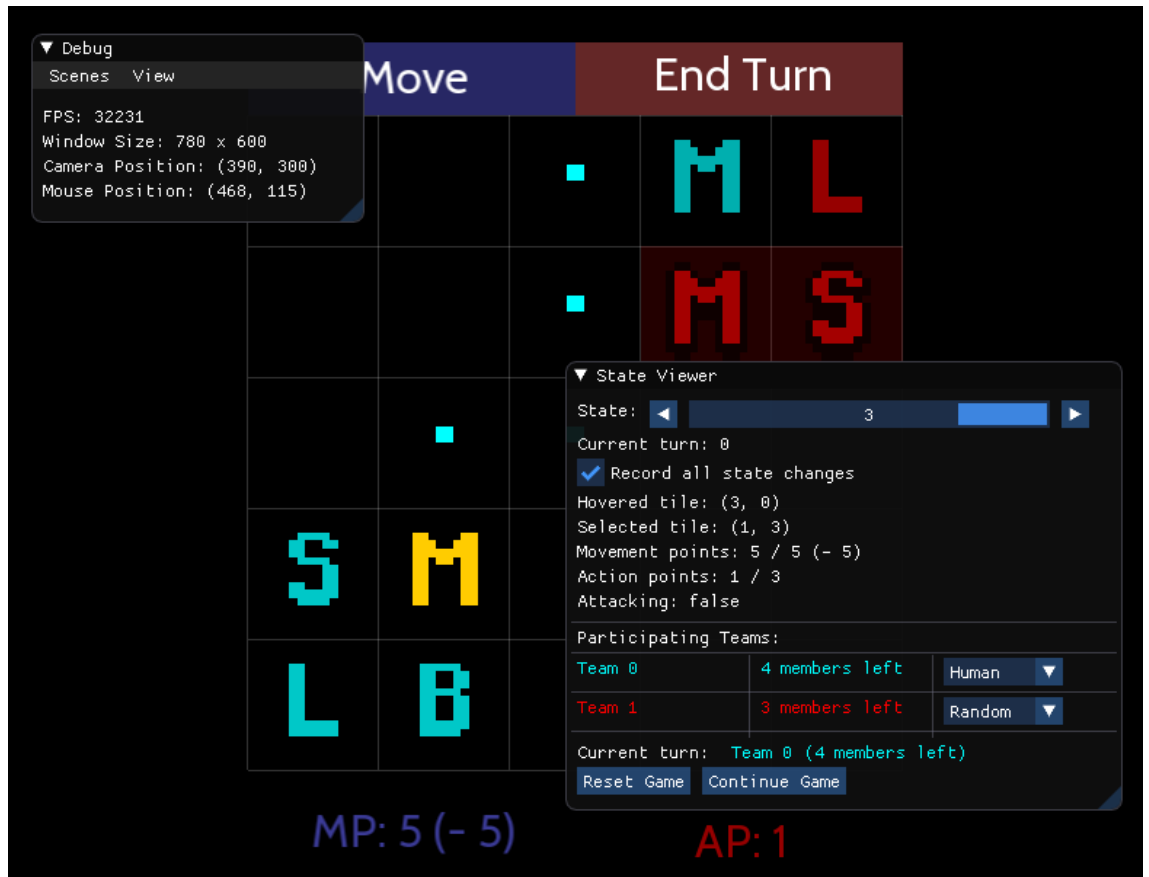 Debug
Scenes View
FPS: 32231
Window Size: 780 x 600
Camera Position: (390, 300)
Mouse Position: (468, 115)
Move End Turn
M L
M S
State Viewer
State: 3
Current turn: 0
Record all state changes
Hovered tile: (3, 0)
Selected tile: (1, 3)
Movement points: 5 / 5 (- 5)
Action points: 1 / 3
Attacking: false
Participating Teams:
Team 0 4 members left Human
Team 1 3 members left Random
Current turn: Team 0 (4 members left)
Reset Game Continue Game
S M
L B
MP: 5 (- 5) AP: 1